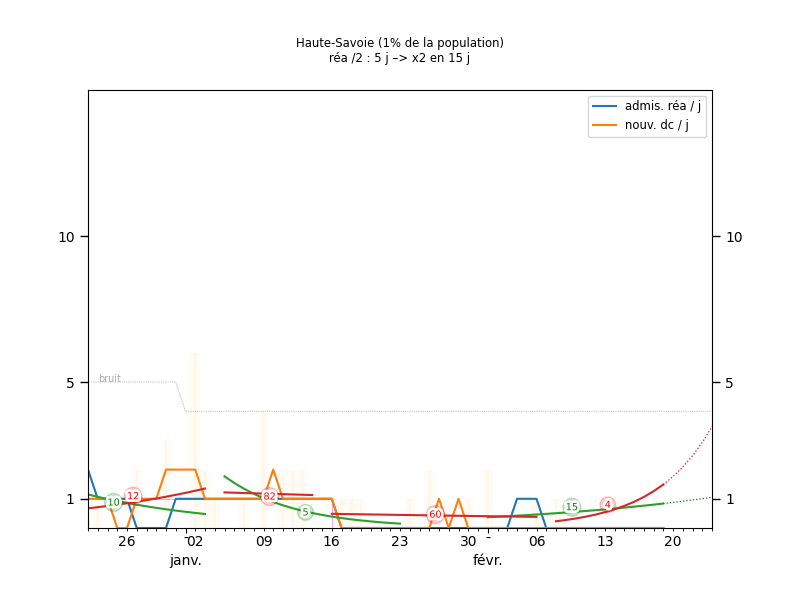 Haute-Savoie (1% de la population)
réa /2 : 5 j –> x2 en 15 j
admis. réa / j
nouv. dc / j
10 10
bruit
5 5
10 12 82 5 60 15 4
1 1
26 02 09 16 23 30 06 13 20
janv. févr.